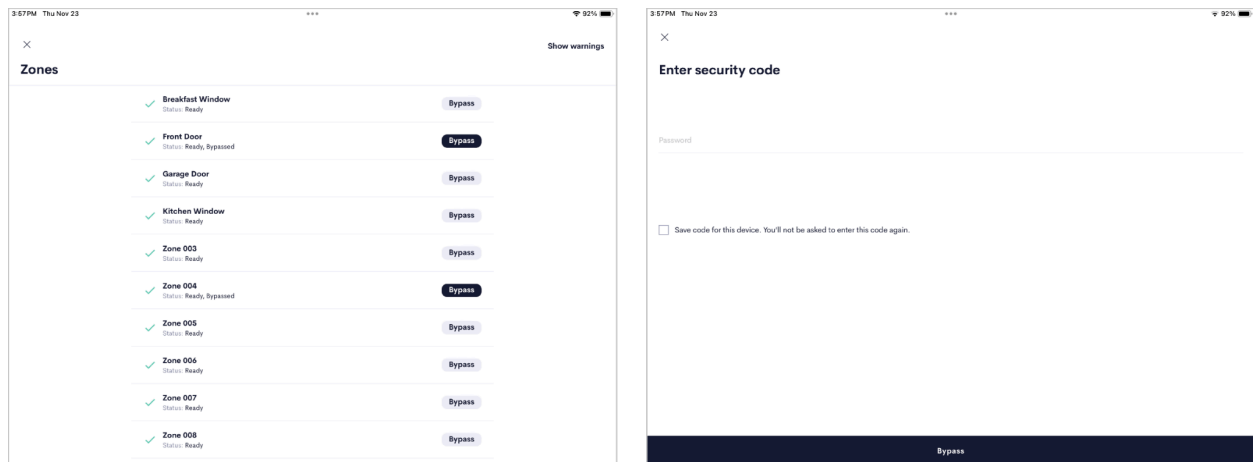 3:57PM Thu Nov 23
92%
Show warnings
Zones
Breakfast Window
Bypass
Status: Ready
Front Door
Bypass
Status: Ready, Bypassed
Garage Door
Bypass
Status: Ready
Kitchen Window
Bypass
Status: Ready
Zone 003
Bypass
Status: Ready
Zone 004
Bypass
Status: Ready, Bypassed
Zone 005
Bypass
Status: Ready
Zone 006
Bypass
Status: Ready
Zone 007
Bypass
Status: Ready
Zone 008
Bypass
Status: Ready
3:57PM Thu Nov 23
92%
Enter security code
Password
Save code for this device. You'll not be asked to enter this code again.
Bypass